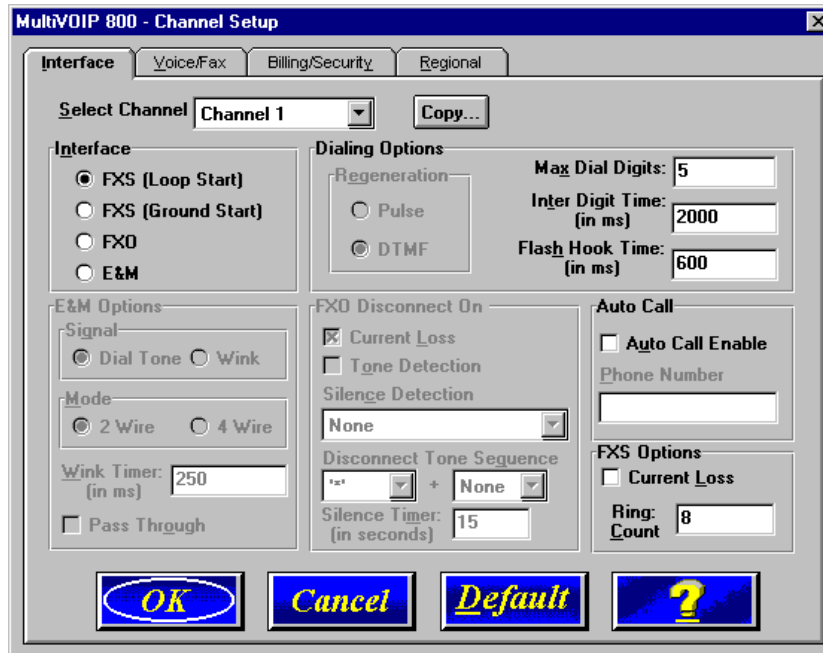 MultiVOIP 800 - Channel Setup
Interface
Voice/Fax
Billing/Security
Regional
Select Channel
Channel 1
Copy...
Interface
FXS (Loop Start)
FXS (Ground Start)
FXO
E&M
Dialing Options
Regeneration
Pulse
DTMF
Max Dial Digits:
5
Inter Digit Time:
(in ms)
2000
Flash Hook Time:
(in ms)
600
E&M Options
Signal
Dial Tone
Wink
Mode
2 Wire
4 Wire
Wink Timer:
(in ms)
250
Pass Through
FXO Disconnect On
Current Loss
Tone Detection
Silence Detection
None
Disconnect Tone Sequence
'*'
+
None
Silence Timer:
(in seconds)
15
Auto Call
Auto Call Enable
Phone Number
FXS Options
Current Loss
Ring:
Count
8
OK
Cancel
Default
?